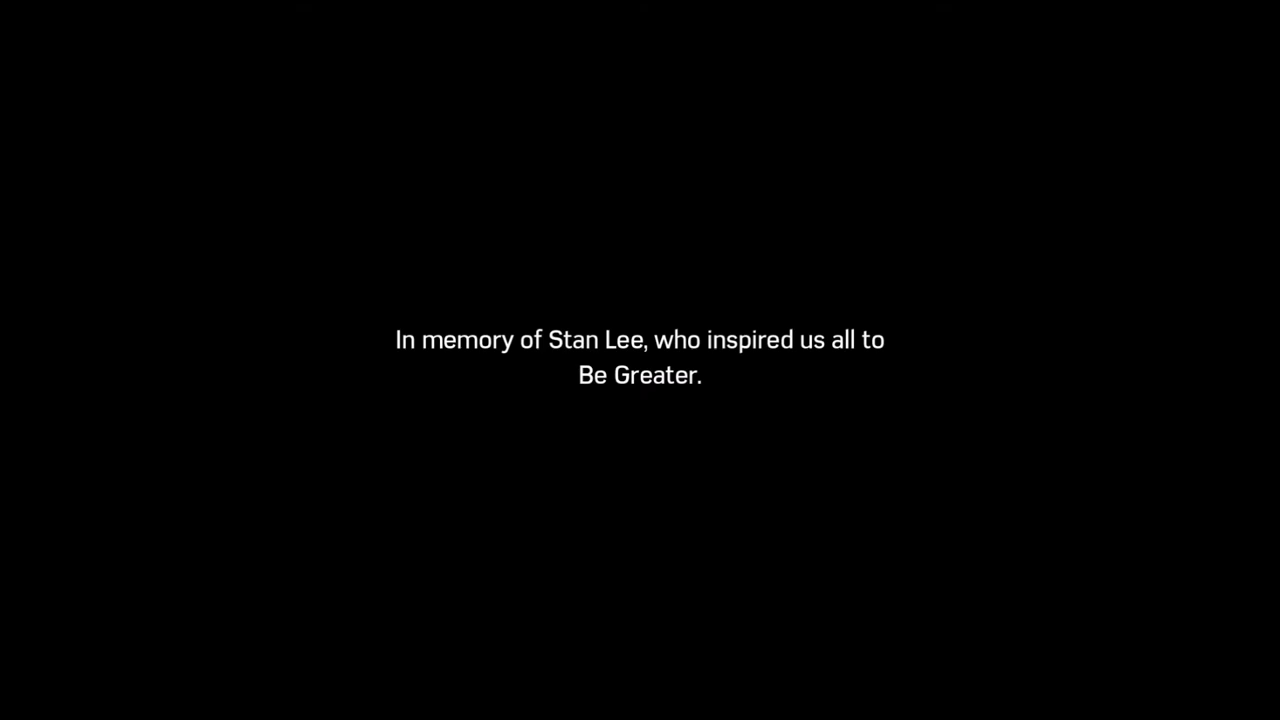 In memory of Stan Lee, who inspired us all to
Be Greater.